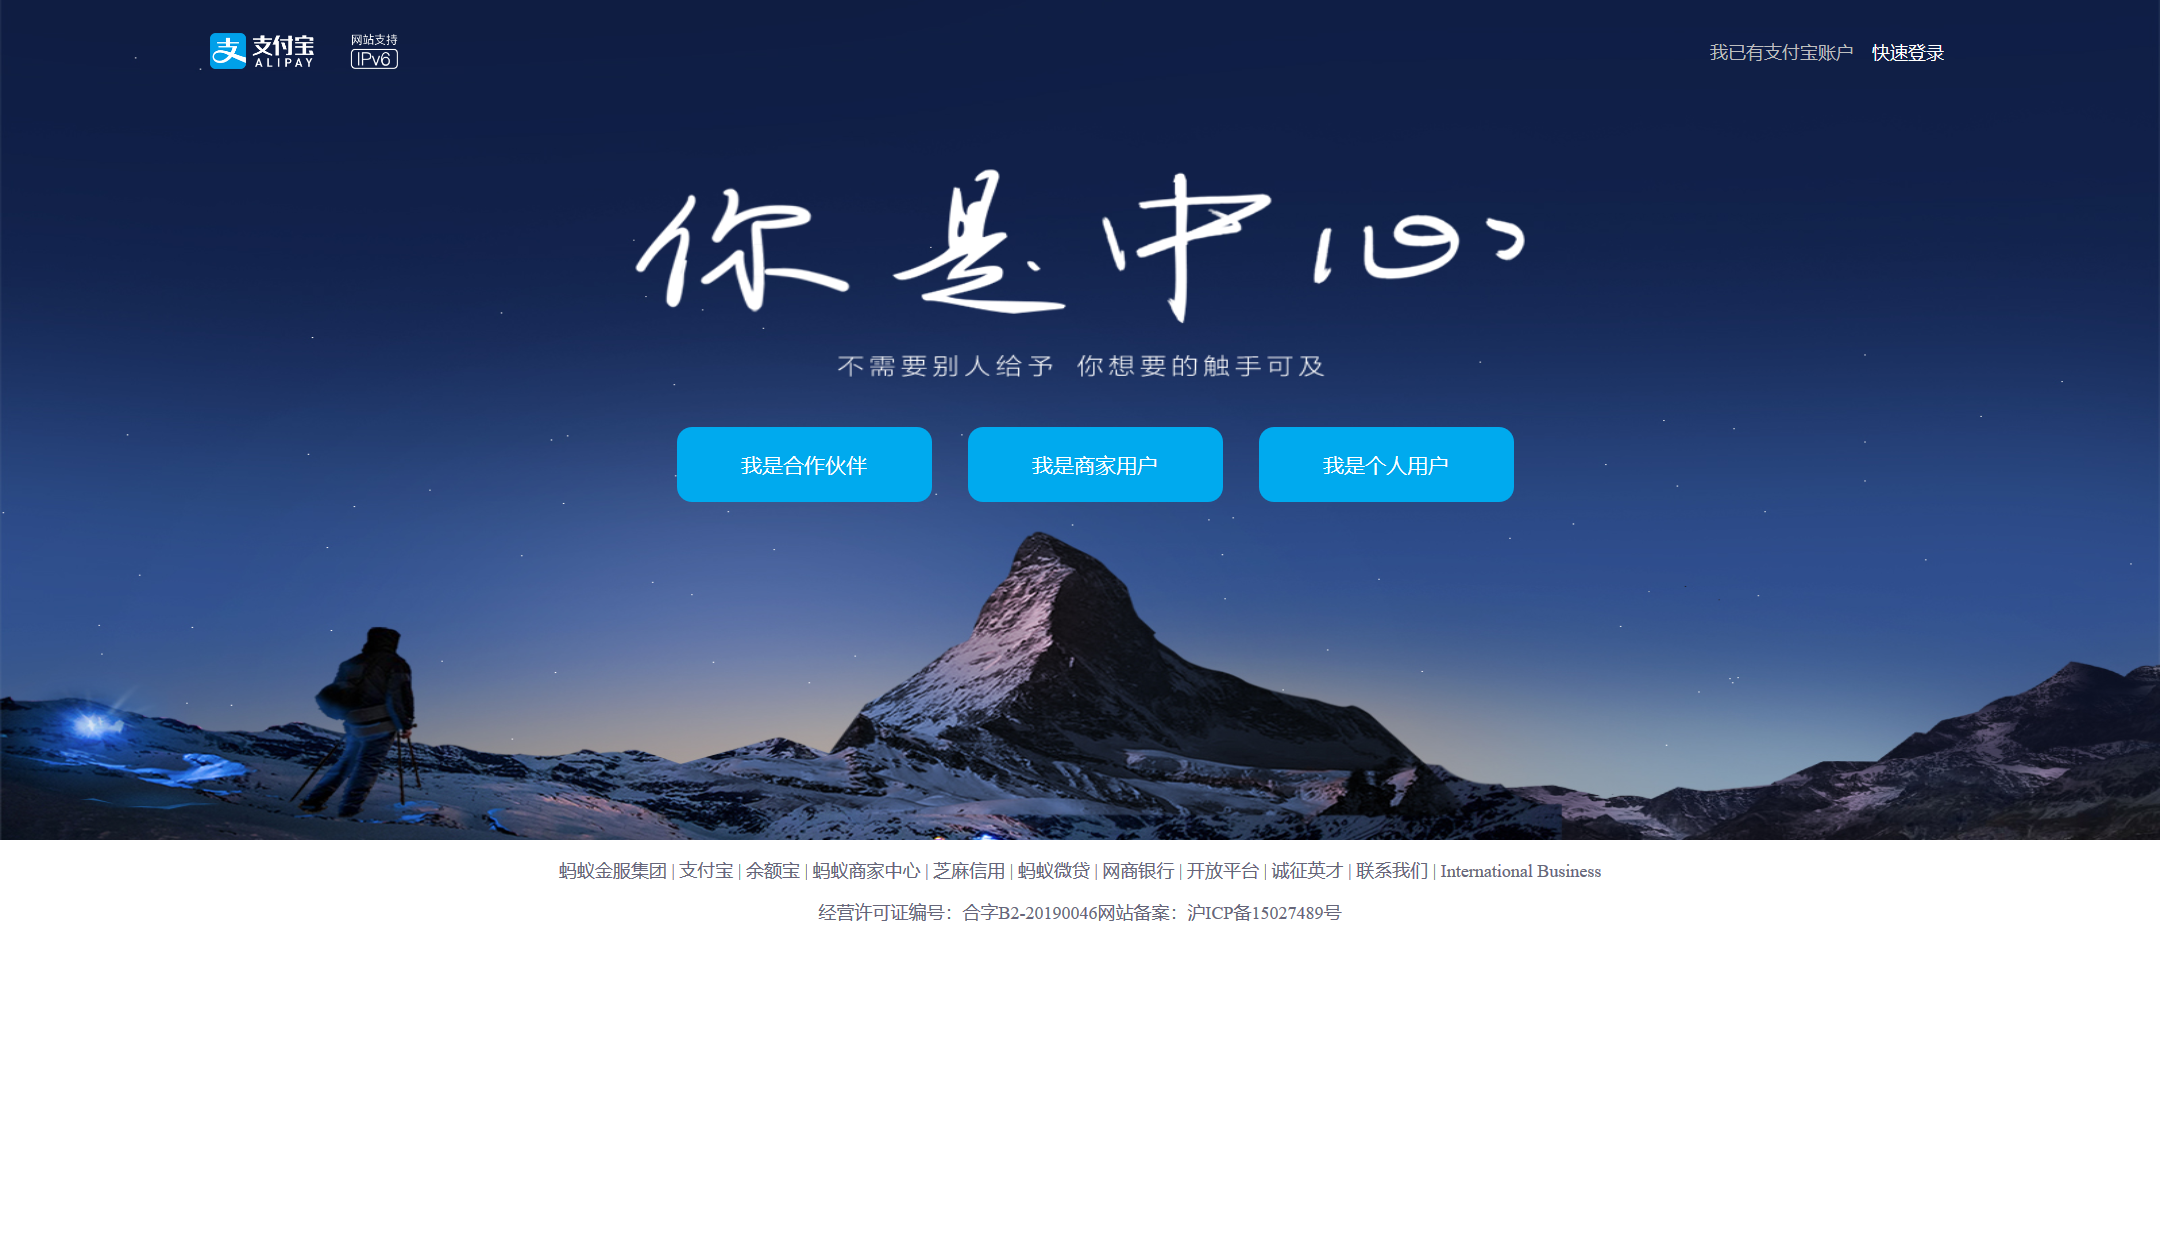 支付宝
ALIPAY
网站支持
IPv6
我已有支付宝账户 快速登录
你是中心
不需要别人给予 你想要的触手可及
我是合作伙伴
我是商家用户
我是个人用户
蚂蚁金服集团 | 支付宝 | 余额宝 | 蚂蚁商家中心 | 芝麻信用 | 蚂蚁微贷 | 网商银行 | 开放平台 | 诚征英才 | 联系我们 | International Business
经营许可证编号：合字B2-20190046网站备案：沪ICP备15027489号